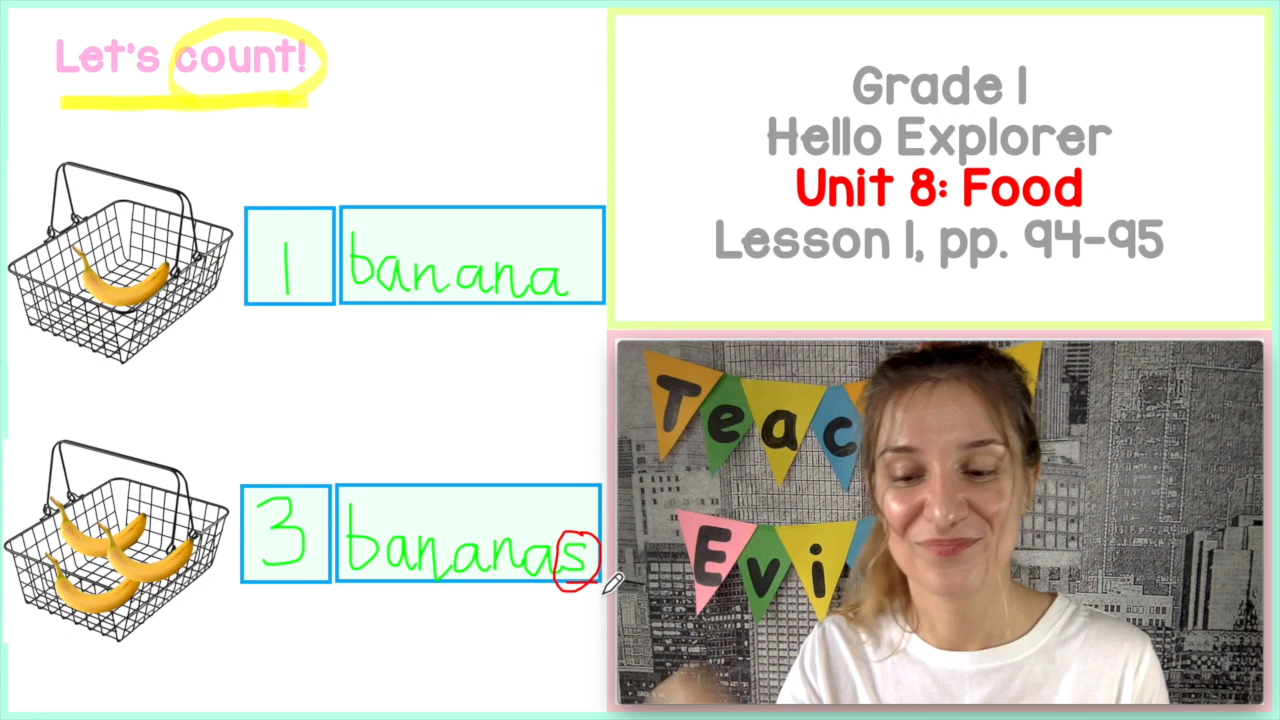 Let's count!
1 banana
3 bananas
Grade 1
Hello Explorer
Unit 8: Food
Lesson 1, pp. 94-95
Teac
Evi